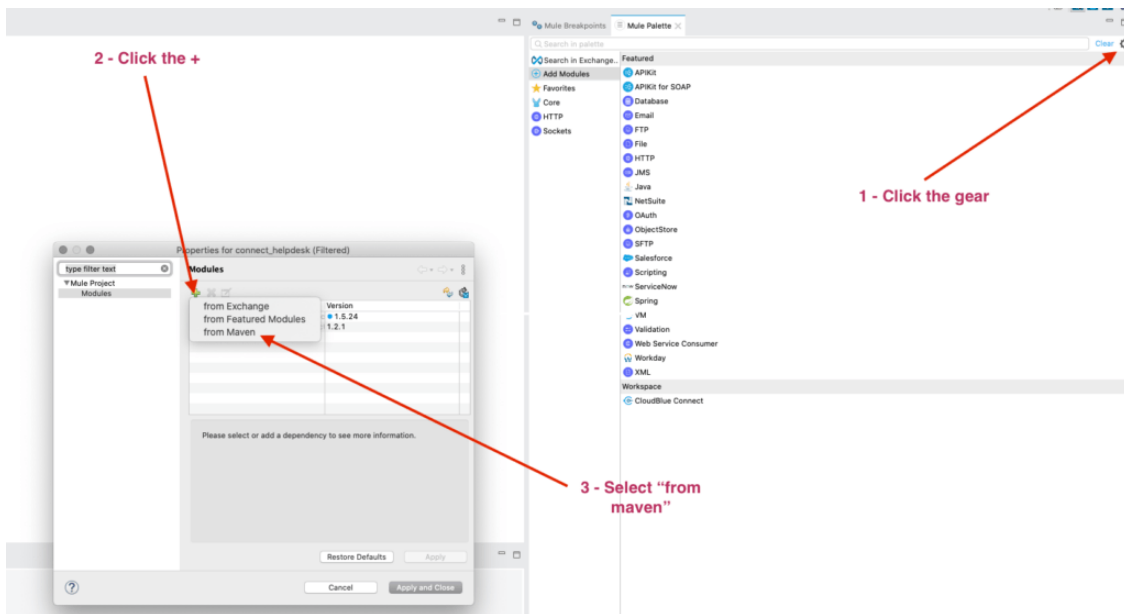 Mule Breakpoints
Mule Palette
2 - Click the +
Search in palette
Clear
Search in Exchange..
Add Modules
Favorites
Core
HTTP
Sockets
Featured
APIKit
APIKit for SOAP
Database
Email
FTP
File
HTTP
JMS
Java
NetSuite
OAuth
ObjectStore
SFTP
Salesforce
Scripting
ServiceNow
Spring
VM
Validation
Web Service Consumer
Workday
XML
Workspace
CloudBlue Connect
1 - Click the gear
Properties for connect_helpdesk (Filtered)
type filter text
Mule Project
Modules
Modules
from Exchange
from Featured Modules
from Maven
Version
1.5.24
1.2.1
Please select or add a dependency to see more information.
3 - Select “from
maven”
Restore Defaults
Apply
?
Cancel
Apply and Close